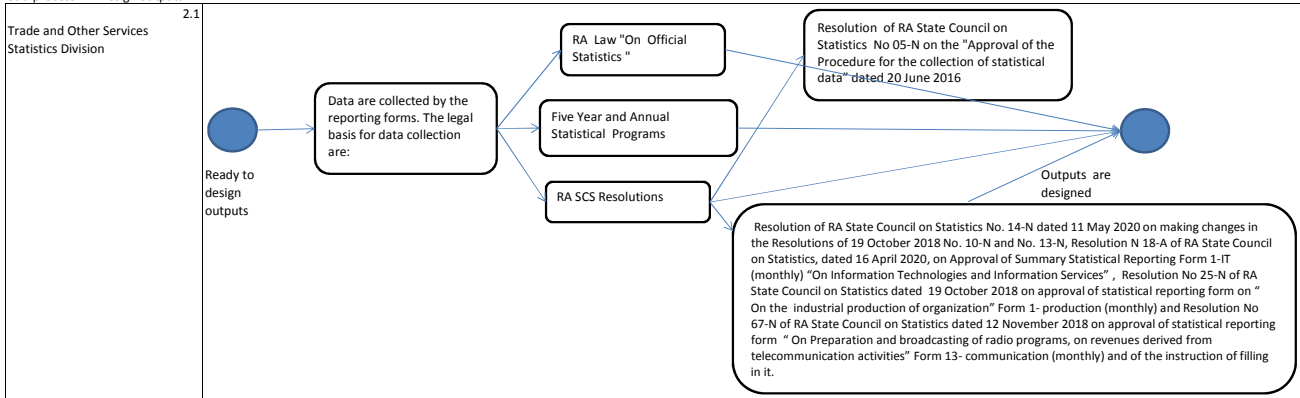 2.1
Trade and Other Services
Statistics Division
Ready to
design
outputs
Data are collected by the
reporting forms. The legal
basis for data collection
are:
RA Law "On Official
Statistics "
Five Year and Annual
Statistical Programs
RA SCS Resolutions
Resolution of RA State Council on
Statistics No 05-N on the "Approval of the
Procedure for the collection of statistical
data" dated 20 June 2016
Outputs are
designed
Resolution of RA State Council on Statistics No. 14-N dated 11 May 2020 on making changes in
the Resolutions of 19 October 2018 No. 10-N and No. 13-N, Resolution N 18-A of RA State Council
on Statistics, dated 16 April 2020, on Approval of Summary Statistical Reporting Form 1-IT
(monthly) “On Information Technologies and Information Services” , Resolution No 25-N of RA
State Council on Statistics dated 19 October 2018 on approval of statistical reporting form on “
On the industrial production of organization” Form 1- production (monthly) and Resolution No
67-N of RA State Council on Statistics dated 12 November 2018 on approval of statistical reporting
form “ On Preparation and broadcasting of radio programs, on revenues derived from
telecommunication activities” Form 13- communication (monthly) and of the instruction of filling
in it.